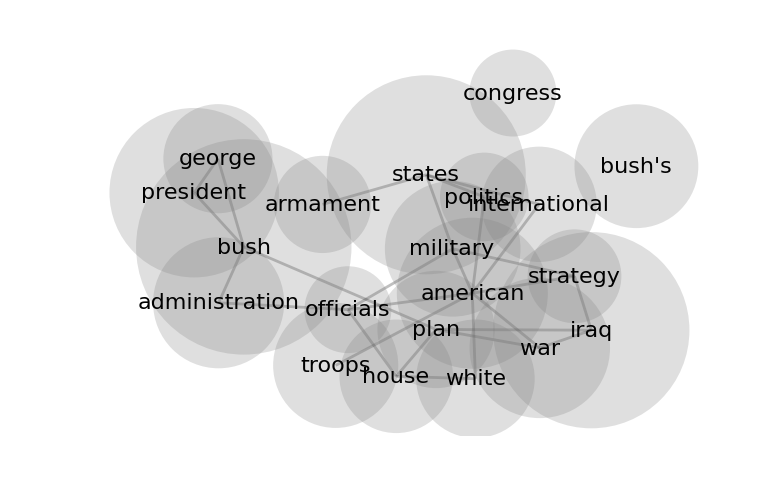 congress
george
bush's
states
president
politics
armament
international
bush
military
strategy
american
administration
officials
plan
iraq
war
troops
house
white